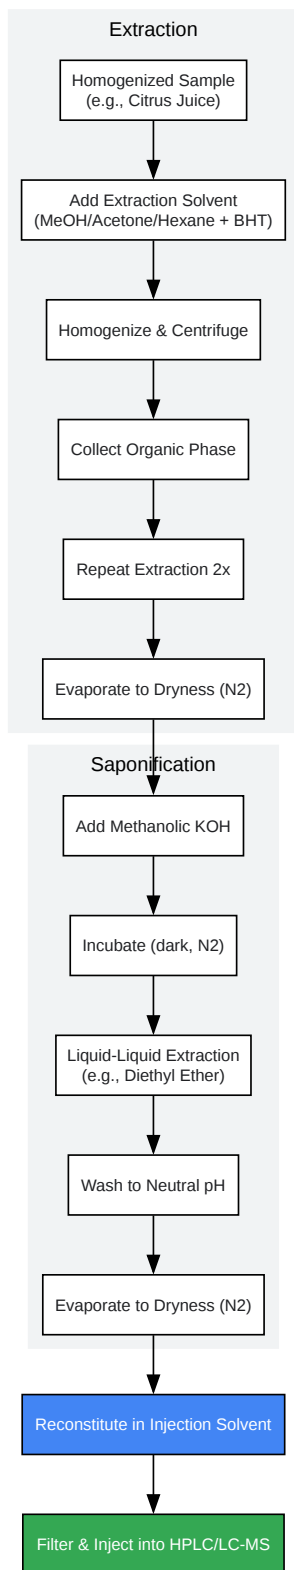 Extraction
Homogenized Sample
(e.g., Citrus Juice)
Add Extraction Solvent
(MeOH/Acetone/Hexane + BHT)
Homogenize & Centrifuge
Collect Organic Phase
Repeat Extraction 2x
Evaporate to Dryness (N2)
Saponification
Add Methanolic KOH
Incubate (dark, N2)
Liquid-Liquid Extraction
(e.g., Diethyl Ether)
Wash to Neutral pH
Evaporate to Dryness (N2)
Reconstitute in Injection Solvent
Filter & Inject into HPLC/LC-MS